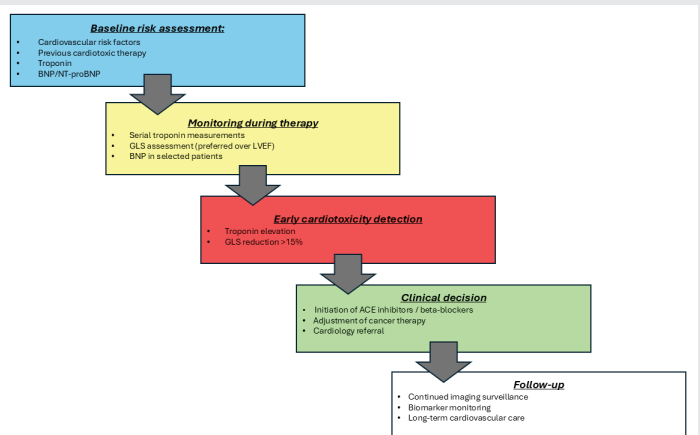 Baseline risk assessment:
• Cardiovascular risk factors
• Previous cardiotoxic therapy
• Troponin
• BNP/NT-proBNP
Monitoring during therapy
• Serial troponin measurements
• GLS assessment (preferred over LVEF)
• BNP in selected patients
Early cardiotoxicity detection
• Troponin elevation
• GLS reduction >15%
Clinical decision
• Initiation of ACE inhibitors / beta-blockers
• Adjustment of cancer therapy
• Cardiology referral
Follow-up
• Continued imaging surveillance
• Biomarker monitoring
• Long-term cardiovascular care